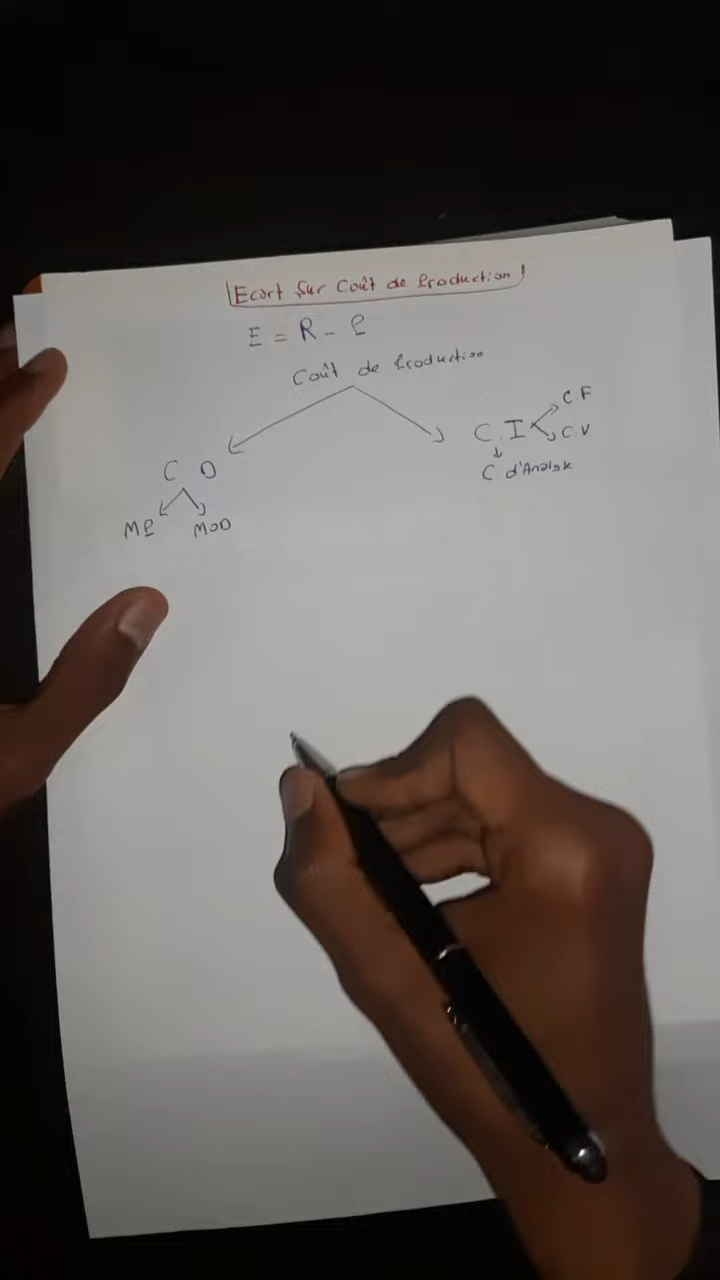 Ecart sur Coût de Production
E = R - P
Coût de Production
C D
MP MOD
C.I
C.F
C.V
C. d'Analyse